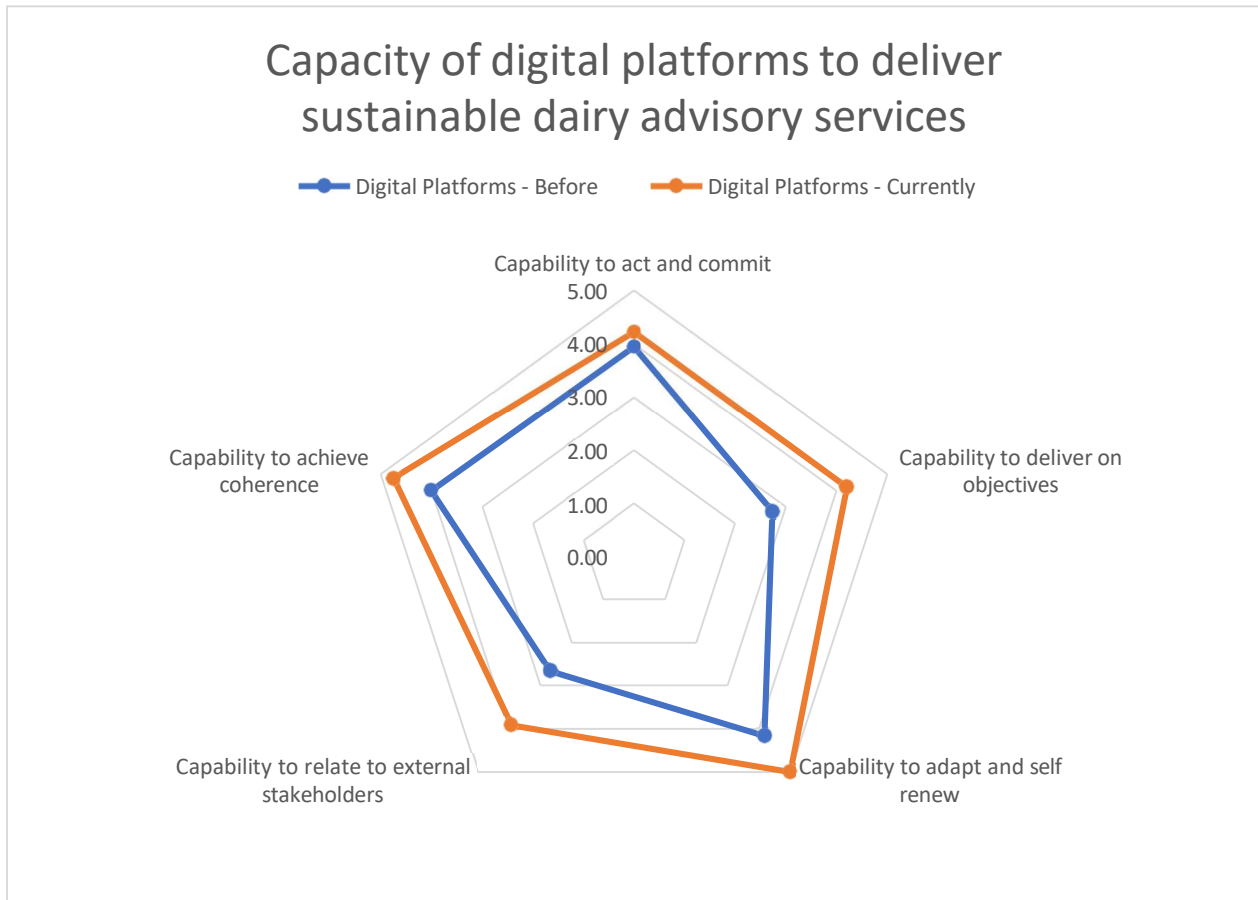 Capacity of digital platforms to deliver
sustainable dairy advisory services
Digital Platforms - Before
Digital Platforms - Currently
Capability to act and commit
5.00
4.00
3.00
2.00
1.00
0.00
Capability to deliver on
objectives
Capability to adapt and self
renew
Capability to relate to external
stakeholders
Capability to achieve
coherence